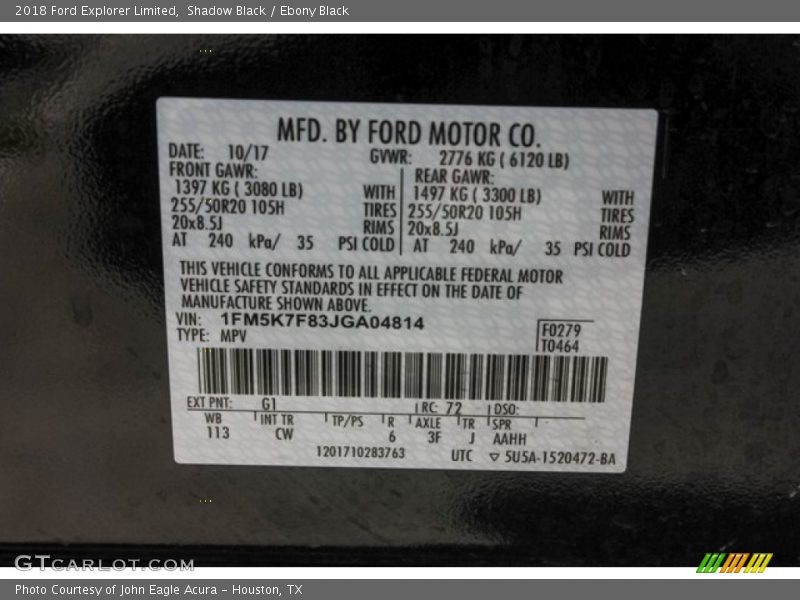 2018 Ford Explorer Limited, Shadow Black / Ebony Black
MFD. BY FORD MOTOR CO.
DATE: 10/17 GVWR: 2776 KG ( 6120 LB)
FRONT GAWR: REAR GAWR:
1397 KG ( 3080 LB) WITH 1497 KG ( 3300 LB) WITH
255/50R20 105H TIRES 255/50R20 105H TIRES
20x8.5J RIMS 20x8.5J RIMS
AT 240 kPa/ 35 PSI COLD AT 240 kPa/ 35 PSI COLD
THIS VEHICLE CONFORMS TO ALL APPLICABLE FEDERAL MOTOR
VEHICLE SAFETY STANDARDS IN EFFECT ON THE DATE OF
MANUFACTURE SHOWN ABOVE.
VIN: 1FM5K7F83JGA04814
TYPE: MPV
F0279
T0464
EXT PNT: G1 RC: 72 DSO:
WB INT TR TP/PS R AXLE TR SPR
113 CW 6 3F J AAHH
1201710283763 UTC ▽ 5U5A-1520472-BA
GTCARLOT.COM
Photo Courtesy of John Eagle Acura - Houston, TX